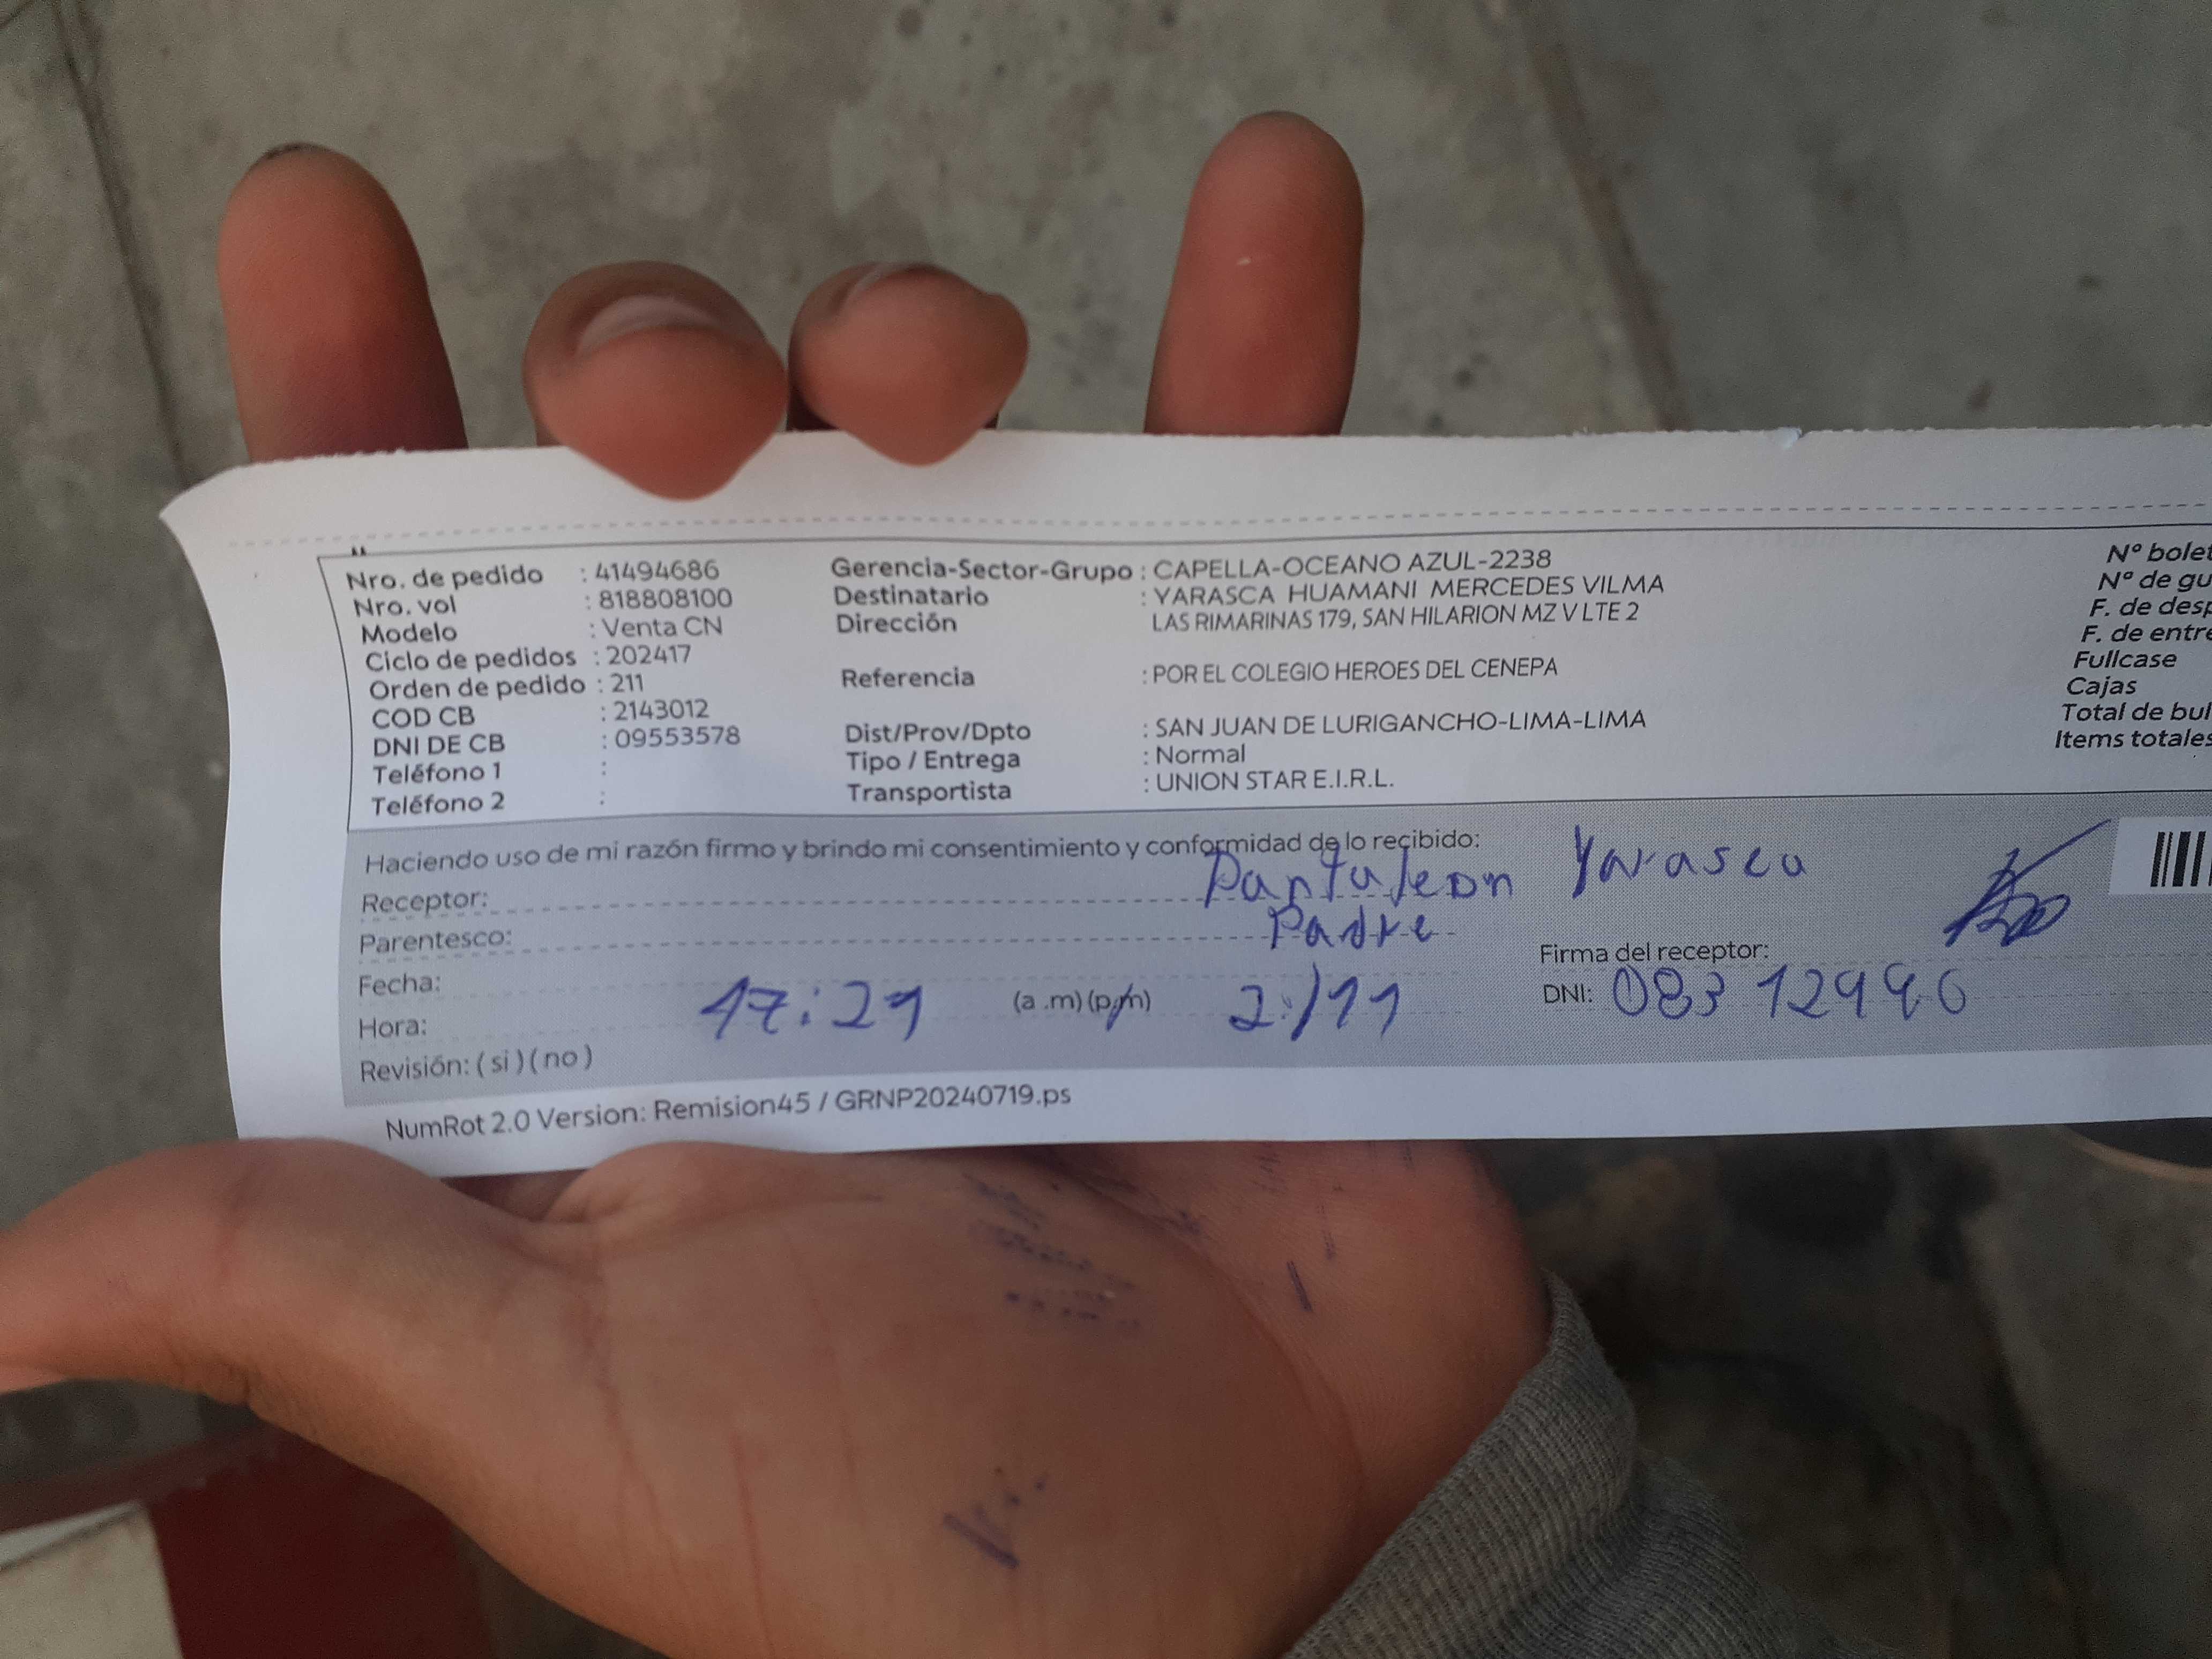 Nro. de pedido : 41494686
Nro. vol : 818808100
Modelo : Venta CN
Ciclo de pedidos : 202417
Orden de pedido : 211
COD CB : 2143012
DNI DE CB : 09553578
Teléfono 1 :
Teléfono 2 :
Gerencia-Sector-Grupo : CAPELLA-OCEANO AZUL-2238
Destinatario : YARASCA HUAMANI MERCEDES VILMA
Dirección LAS RIMARINAS 179, SAN HILARION MZ V LTE 2
Referencia : POR EL COLEGIO HEROES DEL CENEPA
Dist/Prov/Dpto : SAN JUAN DE LURIGANCHO-LIMA-LIMA
Tipo / Entrega : Normal
Transportista : UNION STAR E.I.R.L.
Nº bolet
Nº de gu
F. de desp
F. de entre
Fullcase
Cajas
Total de bul
Items totales
Haciendo uso de mi razón firmo y brindo mi consentimiento y conformidad de lo recibido:
Receptor: Pantaleon Yarasca
Parentesco: Padre
Firma del receptor:
Fecha:
Hora: 17:29 (a .m) (p.m) 2/11
DNI:
Revisión: ( si ) ( no )
NumRot 2.0 Version: Remision45 / GRNP20240719.ps